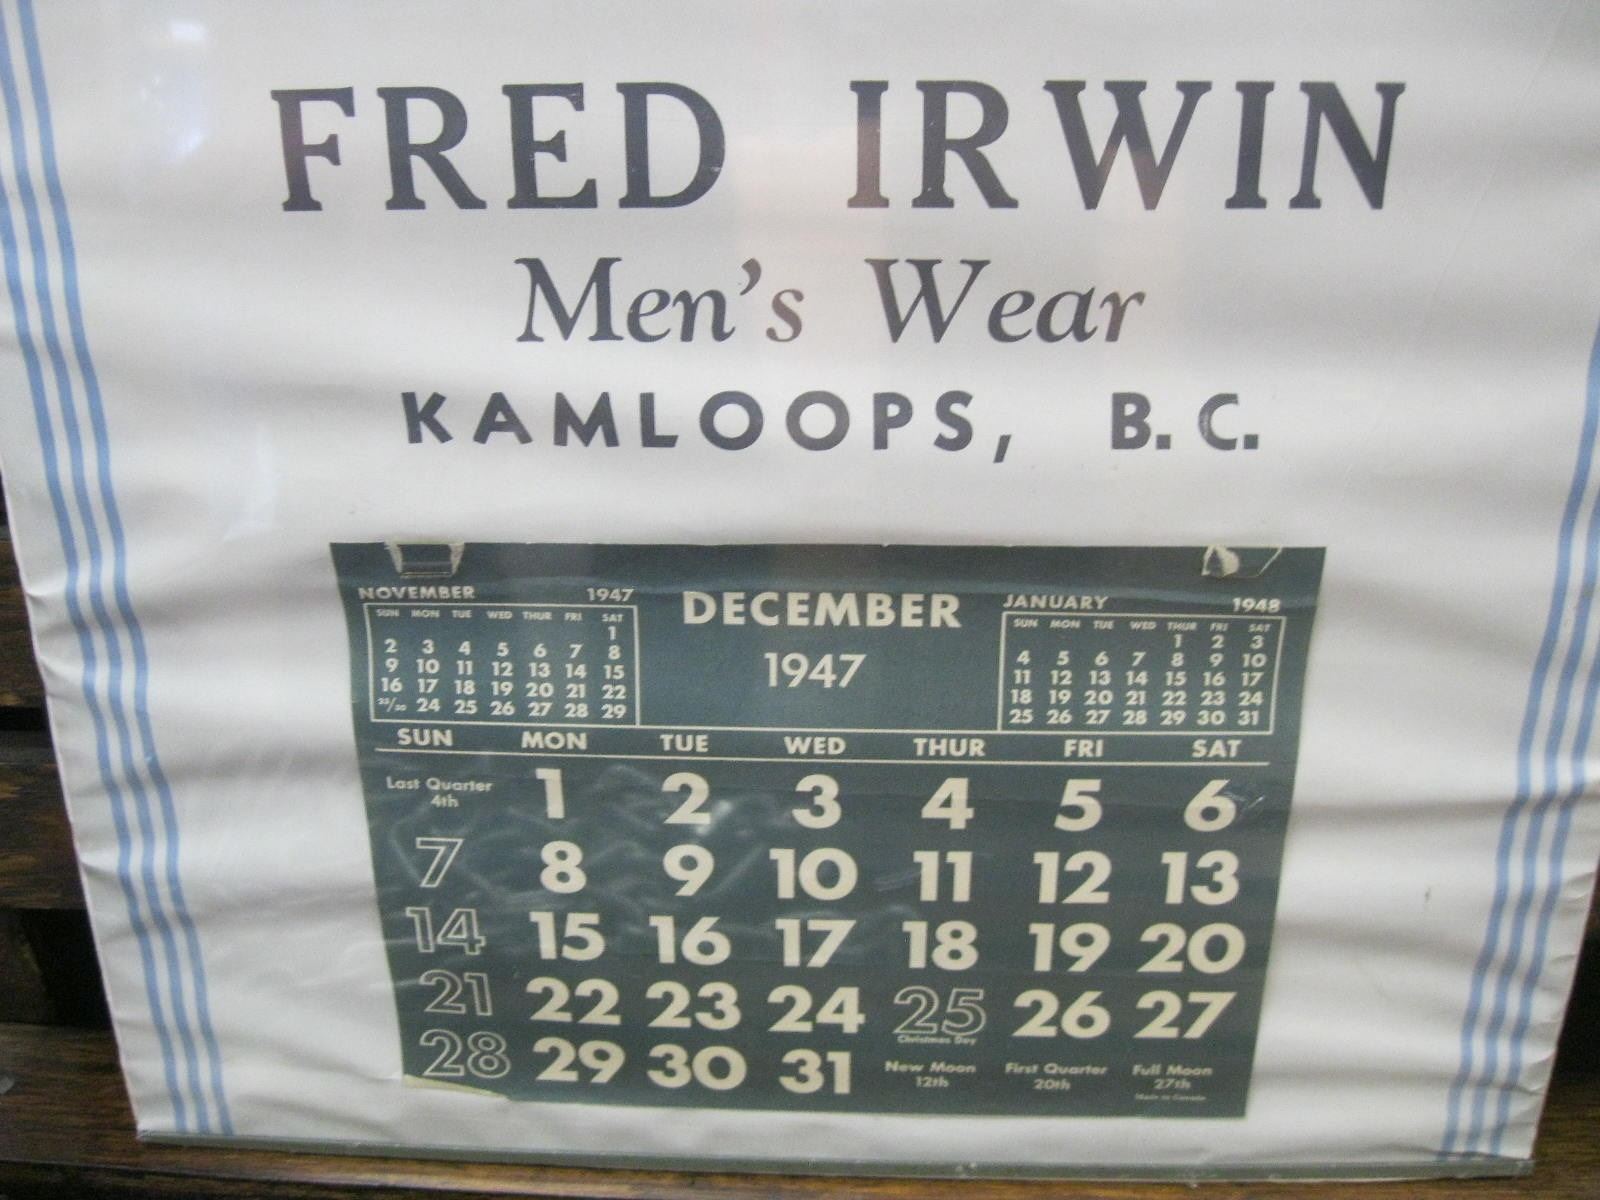 FRED IRWIN
Men's Wear
KAMLOOPS, B. C.
NOVEMBER 1947
SUN MON TUE WED THUR FRI SAT
1
2 3 4 5 6 7 8
9 10 11 12 13 14 15
16 17 18 19 20 21 22
23/30 24 25 26 27 28 29
DECEMBER
1947
JANUARY 1948
SUN MON TUE WED THUR FRI SAT
1 2 3
4 5 6 7 8 9 10
11 12 13 14 15 16 17
18 19 20 21 22 23 24
25 26 27 28 29 30 31
SUN MON TUE WED THUR FRI SAT
Last Quarter
4th
1 2 3 4 5 6
7 8 9 10 11 12 13
14 15 16 17 18 19 20
21 22 23 24 25 26 27
Christmas Day
28 29 30 31
New Moon
12th
First Quarter
20th
Full Moon
27th
Made in Canada